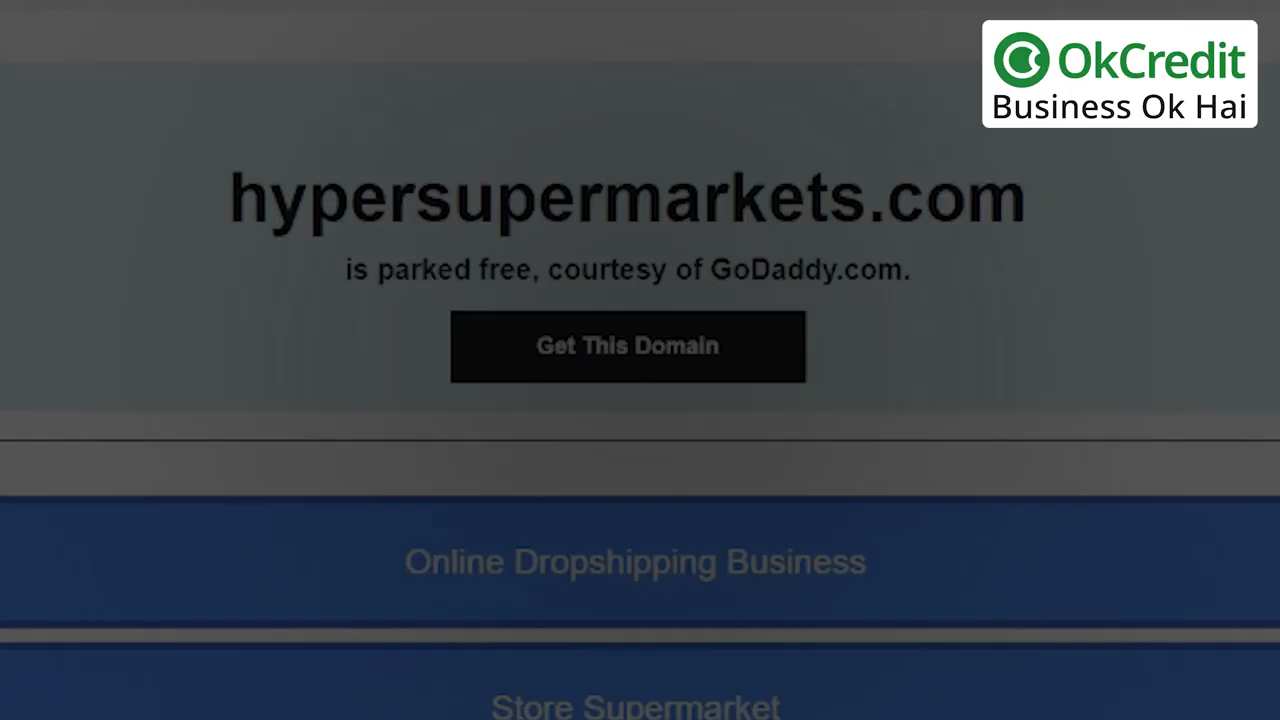 OkCredit
Business Ok Hai
hypersupermarkets.com
is parked free, courtesy of GoDaddy.com.
Get This Domain
Online Dropshipping Business
Store Supermarket